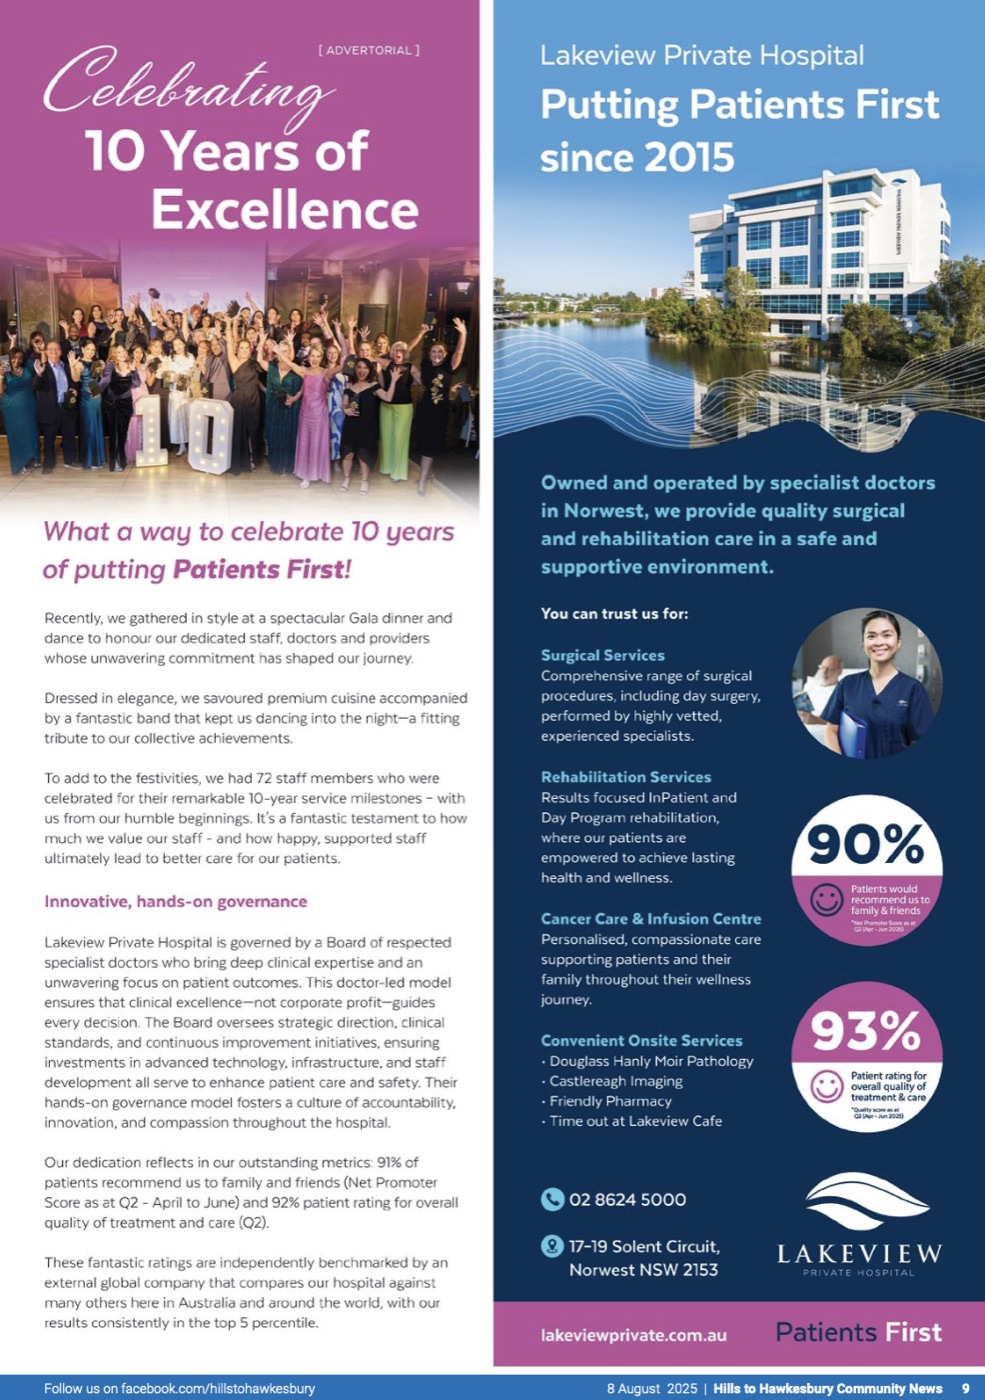 [ ADVERTORIAL ]
Celebrating
10 Years of
Excellence
10
What a way to celebrate 10 years
of putting Patients First!
Recently, we gathered in style at a spectacular Gala dinner and
dance to honour our dedicated staff, doctors and providers
whose unwavering commitment has shaped our journey.
Dressed in elegance, we savoured premium cuisine accompanied
by a fantastic band that kept us dancing into the night—a fitting
tribute to our collective achievements.
To add to the festivities, we had 72 staff members who were
celebrated for their remarkable 10-year service milestones – with
us from our humble beginnings. It's a fantastic testament to how
much we value our staff - and how happy, supported staff
ultimately lead to better care for our patients.
Innovative, hands-on governance
Lakeview Private Hospital is governed by a Board of respected
specialist doctors who bring deep clinical expertise and an
unwavering focus on patient outcomes. This doctor-led model
ensures that clinical excellence—not corporate profit—guides
every decision. The Board oversees strategic direction, clinical
standards, and continuous improvement initiatives, ensuring
investments in advanced technology, infrastructure, and staff
development all serve to enhance patient care and safety. Their
hands-on governance model fosters a culture of accountability,
innovation, and compassion throughout the hospital.
Our dedication reflects in our outstanding metrics: 91% of
patients recommend us to family and friends (Net Promoter
Score as at Q2 - April to June) and 92% patient rating for overall
quality of treatment and care (Q2).
These fantastic ratings are independently benchmarked by an
external global company that compares our hospital against
many others here in Australia and around the world, with our
results consistently in the top 5 percentile.
Lakeview Private Hospital
Putting Patients First
since 2015
LAKEVIEW PRIVATE HOSPITAL
Owned and operated by specialist doctors
in Norwest, we provide quality surgical
and rehabilitation care in a safe and
supportive environment.
You can trust us for:
Surgical Services
Comprehensive range of surgical
procedures, including day surgery,
performed by highly vetted,
experienced specialists.
Rehabilitation Services
Results focused InPatient and
Day Program rehabilitation,
where our patients are
empowered to achieve lasting
health and wellness.
Cancer Care & Infusion Centre
Personalised, compassionate care
supporting patients and their
family throughout their wellness
journey.
Convenient Onsite Services
· Douglass Hanly Moir Pathology
· Castlereagh Imaging
· Friendly Pharmacy
· Time out at Lakeview Cafe
90%
Patients would
recommend us to
family & friends
*Net Promoter Score as at
Q2 (Apr - Jun 2025)
93%
Patient rating for
overall quality of
treatment & care
*Quality score as at
Q2 (Apr - Jun 2025)
02 8624 5000
17-19 Solent Circuit,
Norwest NSW 2153
LAKEVIEW
PRIVATE HOSPITAL
lakeviewprivate.com.au
Patients First
Follow us on facebook.com/hillstohawkesbury
8 August 2025 | Hills to Hawkesbury Community News 9